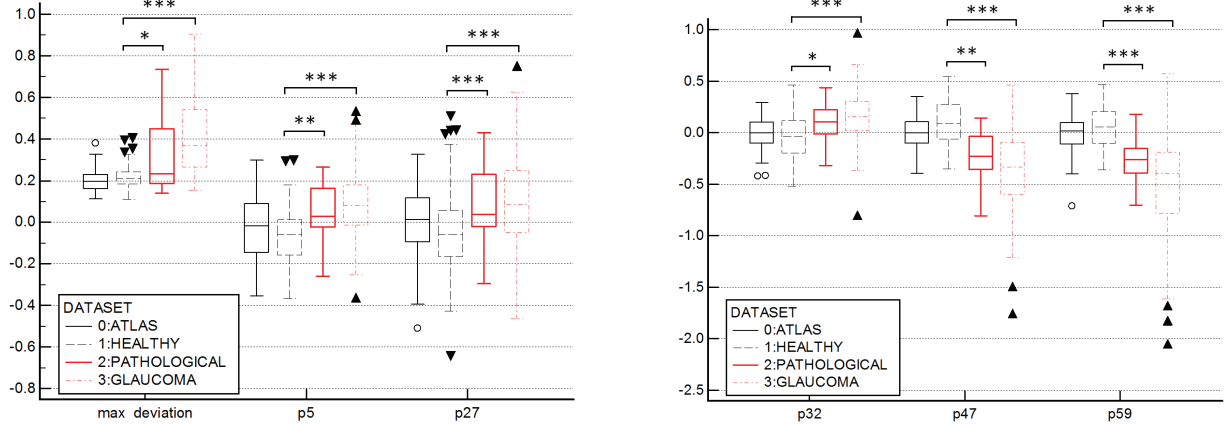 1.0
0.8
0.6
0.4
0.2
0.0
-0.2
-0.4
-0.6
-0.8
***
*
***
**
***
***
DATASET
0:ATLAS
1:HEALTHY
2:PATHOLOGICAL
3:GLAUCOMA
max deviation p5 p27
1.0
0.5
0.0
-0.5
-1.0
-1.5
-2.0
-2.5
***
*
***
**
***
***
DATASET
0:ATLAS
1:HEALTHY
2:PATHOLOGICAL
3:GLAUCOMA
p32 p47 p59